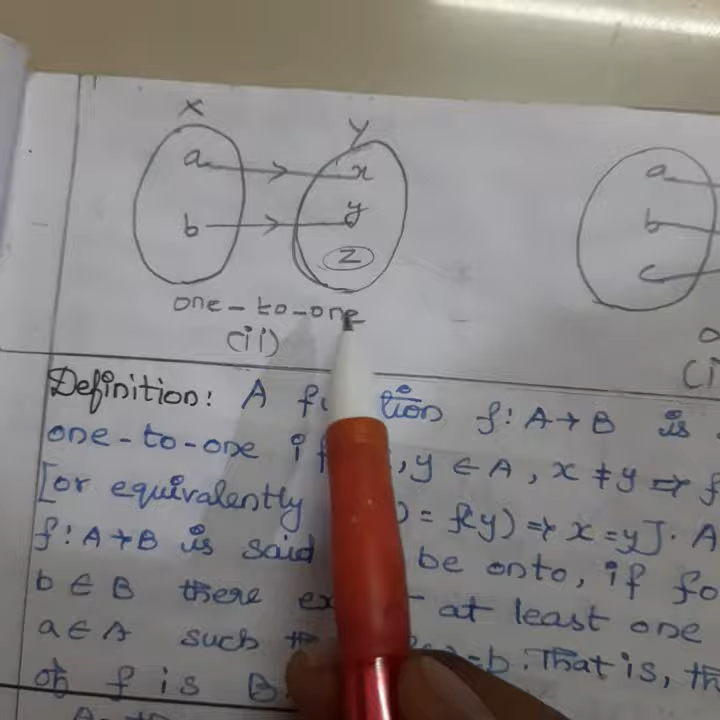 X
Y
a x
b y
z
one-to-one
(ii)
a
b
c
Definition: A f: A→B is
one-to-one , y ∈ A, x ≠ y ⇒ f
[or equivalently = f(y) ⇒ x = y]. A
f: A→B is said be onto, if fo
b ∈ B there at least one
a ∈ A such = b. That is, th
of f is B